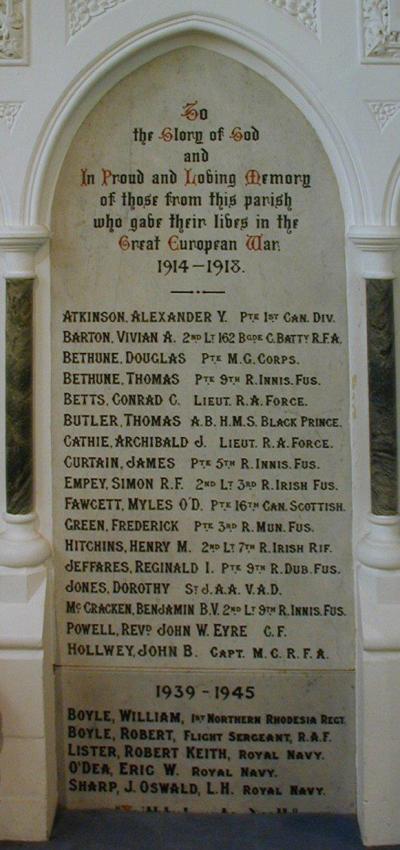 To
the Glory of God
and
In Proud and Loving Memory
of those from this parish
who gave their lives in the
Great European War.
1914 – 1918.
ATKINSON, ALEXANDER Y. PTE 1ST CAN. DIV.
BARTON, VIVIAN A. 2ND LT 162 BGDE C. BATTY R.F.A.
BETHUNE, DOUGLAS PTE M.G. CORPS.
BETHUNE, THOMAS PTE 9TH R. INNIS. FUS.
BETTS, CONRAD C. LIEUT. R.A. FORCE.
BUTLER, THOMAS A.B. H.M.S. BLACK PRINCE.
CATHIE, ARCHIBALD J. LIEUT. R.A. FORCE.
CURTAIN, JAMES PTE 5TH R. INNIS. FUS.
EMPEY, SIMON R.F. 2ND LT 3RD R. IRISH FUS.
FAWCETT, MYLES O'D. PTE 16TH CAN. SCOTTISH.
GREEN, FREDERICK PTE 3RD R. MUN. FUS.
HITCHINS, HENRY M. 2ND LT 7TH R. IRISH RIF.
JEFFARES, REGINALD I. PTE 9TH R. DUB. FUS.
JONES, DOROTHY ST J.A.A. V.A.D.
MCCRACKEN, BENJAMIN B.V. 2ND LT 9TH R. INNIS. FUS.
POWELL, REVD JOHN W. EYRE C.F.
HOLLWEY, JOHN B. CAPT. M.C. R.F.A.
1939 - 1945
BOYLE, WILLIAM, 1ST NORTHERN RHODESIA REGT.
BOYLE, ROBERT, FLIGHT SERGEANT, R.A.F.
LISTER, ROBERT KEITH, ROYAL NAVY.
O'DEA, ERIC W. ROYAL NAVY.
SHARP, J. OSWALD, L.H. ROYAL NAVY.